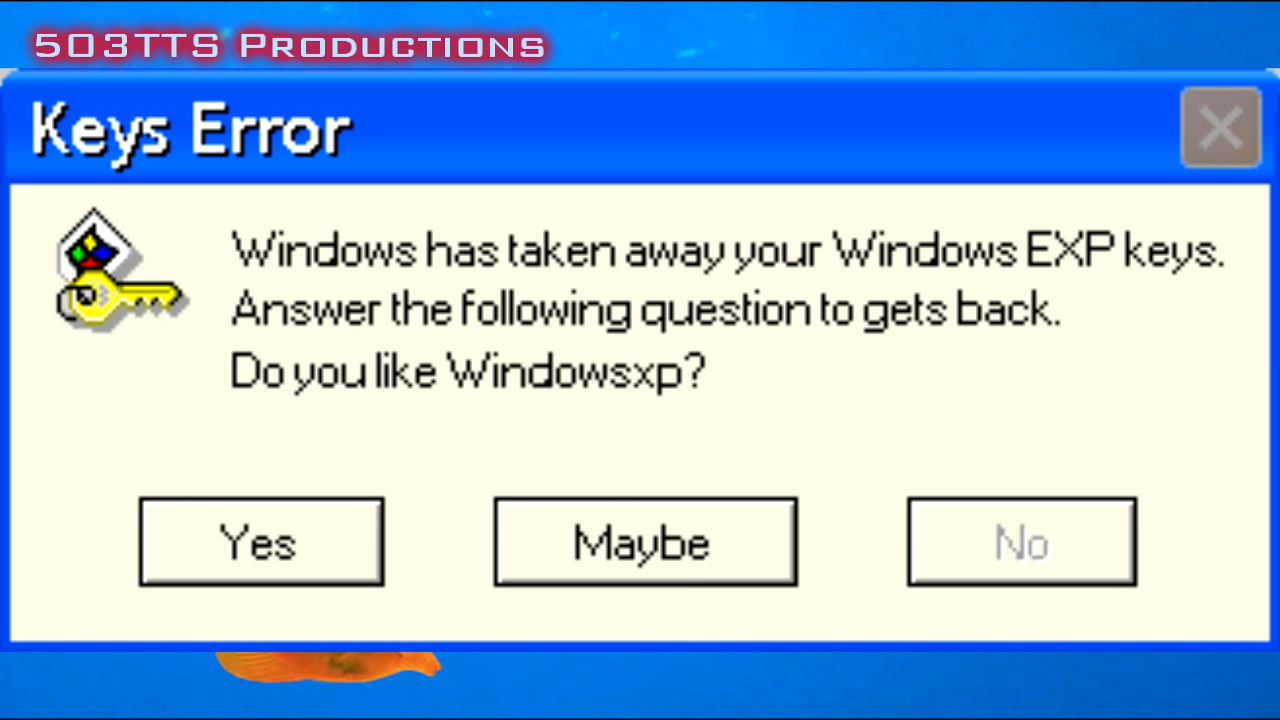 503TTS Productions
Keys Error
Windows has taken away your Windows EXP keys.
Answer the following question to gets back.
Do you like Windowsxp?
Yes
Maybe
No